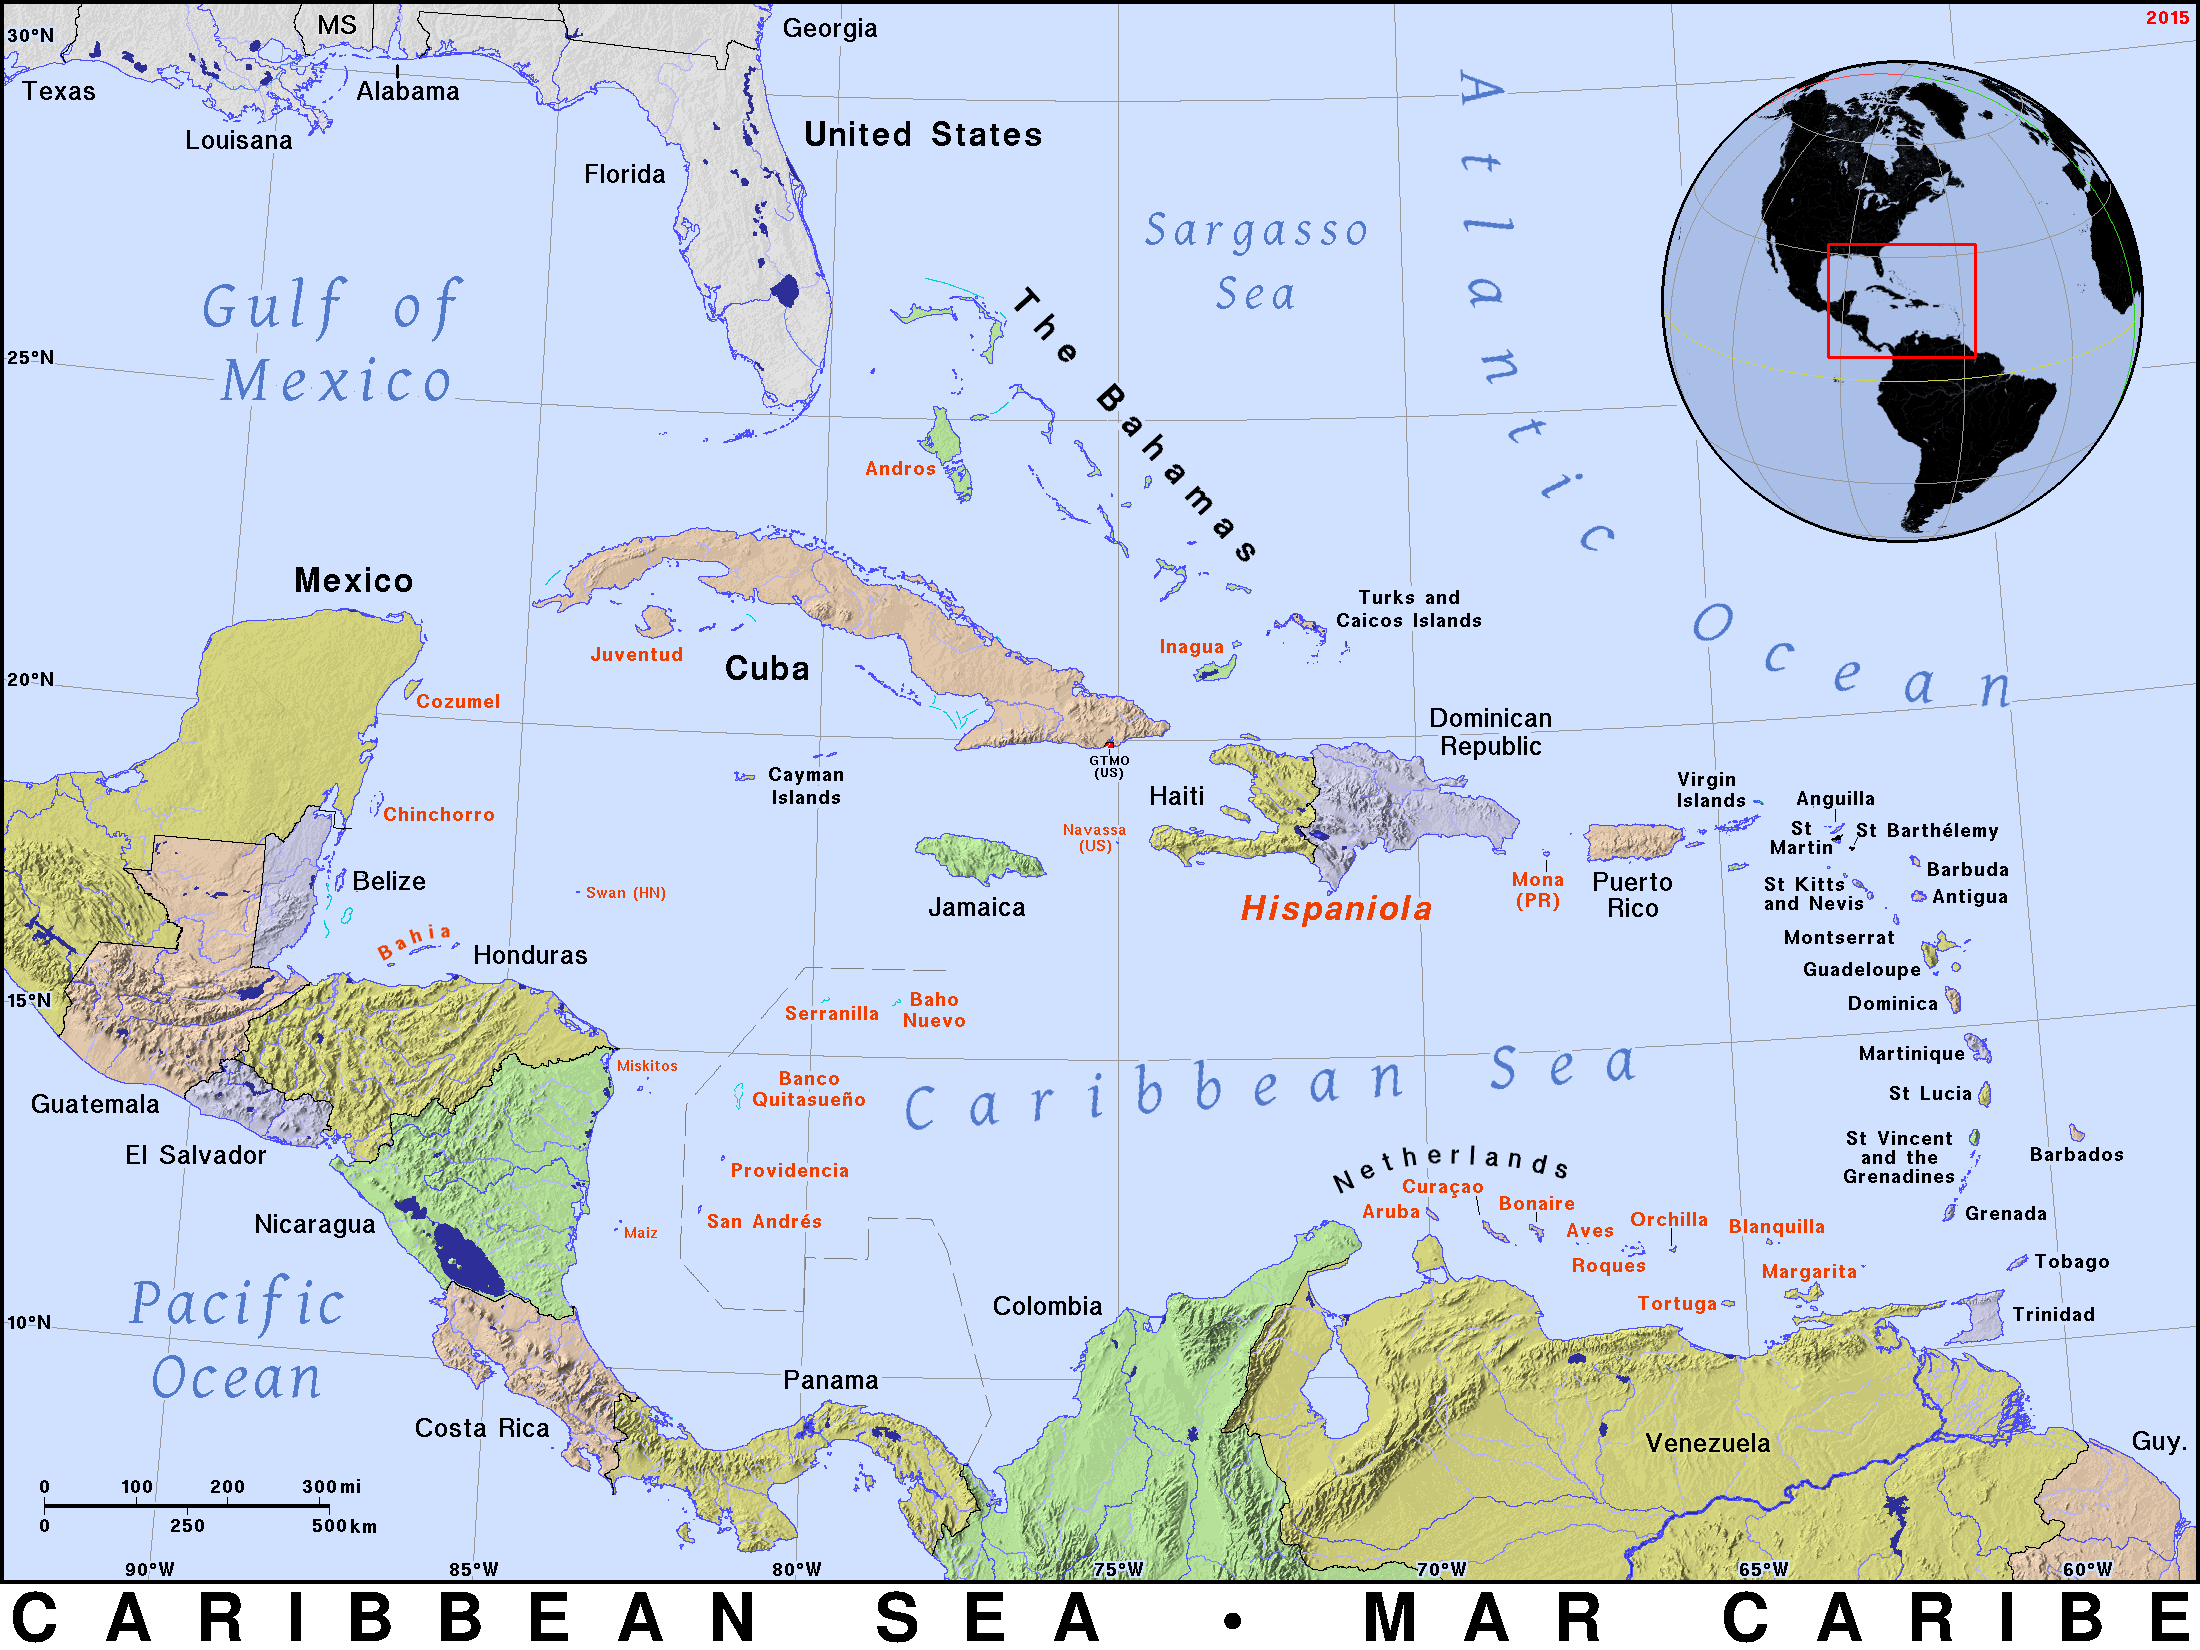 2015
30°N
MS
Georgia
Texas
Alabama
Louisana
United States
Florida
Atlantic Ocean
Sargasso
Sea
Gulf of
Mexico
The Bahamas
25°N
Andros
Mexico
Turks and
Caicos Islands
Inagua
Juventud
Cuba
20°N
Cozumel
Dominican
Republic
GTMO
(US)
Cayman
Islands
Haiti
Virgin
Islands
Anguilla
Chinchorro
Navassa
(US)
St
Martin
St Barthélemy
Barbuda
Belize
Swan (HN)
Jamaica
Hispaniola
Mona
(PR)
Puerto
Rico
St Kitts
and Nevis
Antigua
Bahia
Honduras
Montserrat
Guadeloupe
15°N
Serranilla
Baho
Nuevo
Dominica
Miskitos
Banco
Quitasueño
Caribbean Sea
Martinique
St Lucia
Guatemala
El Salvador
Providencia
Netherlands
St Vincent
and the
Grenadines
Barbados
Nicaragua
Maiz
San Andrés
Aruba
Curaçao
Bonaire
Aves
Roques
Orchilla
Blanquilla
Grenada
Tobago
Margarita
Tortuga
Trinidad
Pacific
Ocean
10°N
Colombia
Panama
Costa Rica
Venezuela
Guy.
0 100 200 300 mi
0 250 500 km
90°W 85°W 80°W 75°W 70°W 65°W 60°W
CARIBBEAN SEA • MAR CARIBE